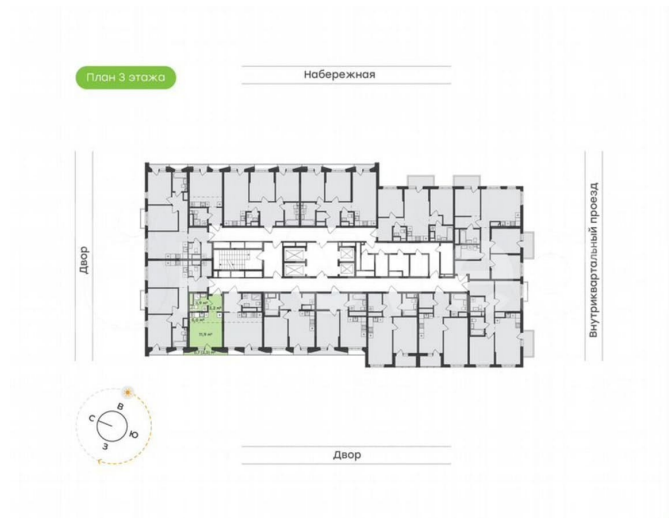 План 3 этажа
Набережная
Двор
Внутриквартальный проезд
В
С
Ю
З
Двор